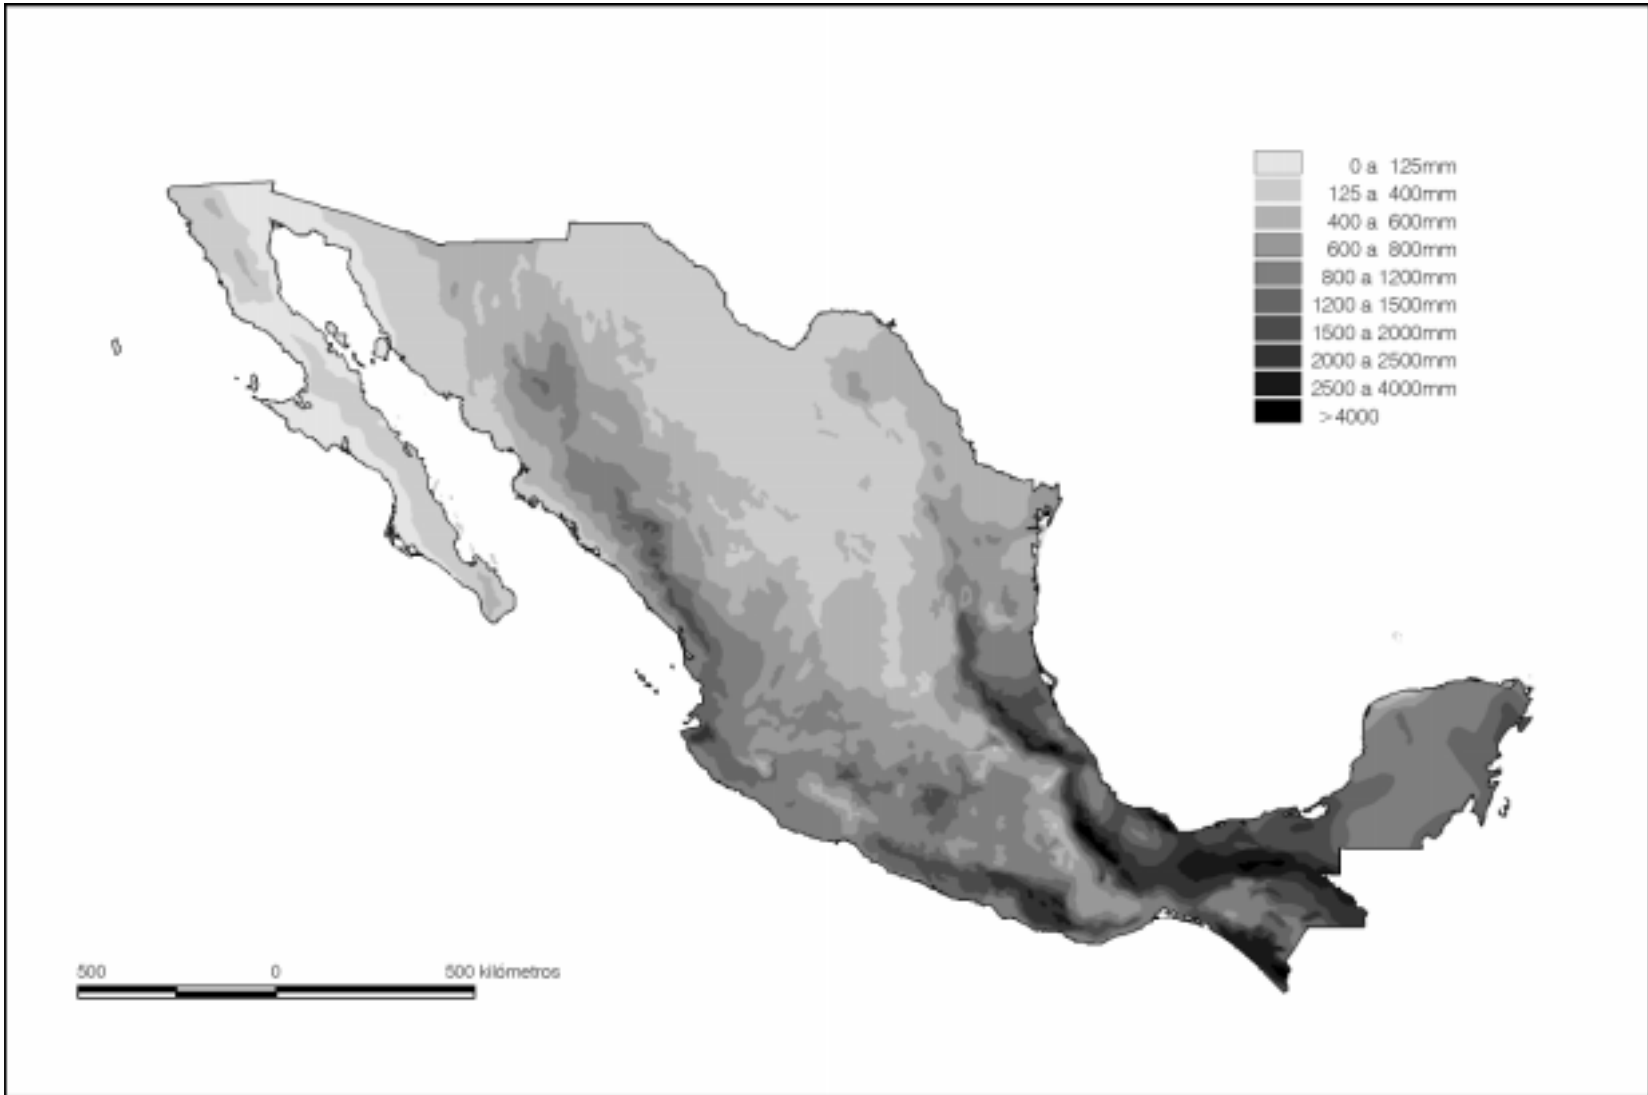 0 a 125mm
125 a 400mm
400 a 600mm
600 a 800mm
800 a 1200mm
1200 a 1500mm
1500 a 2000mm
2000 a 2500mm
2500 a 4000mm
>4000
500 0 500 kilómetros